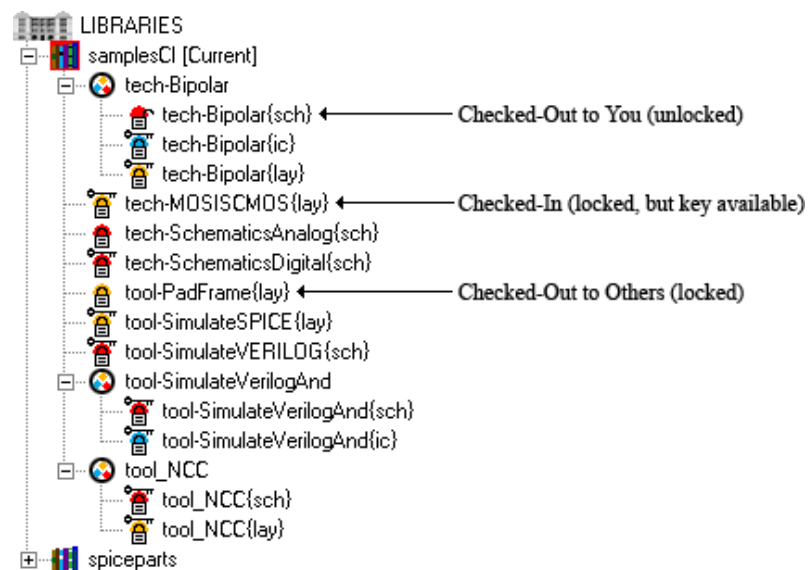 LIBRARIES
samplesCI [Current]
tech-Bipolar
tech-Bipolar{sch} Checked-Out to You (unlocked)
tech-Bipolar{ic}
tech-Bipolar{lay}
tech-MOSISCMOS{lay} Checked-In (locked, but key available)
tech-SchematicsAnalog{sch}
tech-SchematicsDigital{sch}
tool-PadFrame{lay} Checked-Out to Others (locked)
tool-SimulateSPICE{lay}
tool-SimulateVERILOG{sch}
tool-SimulateVerilogAnd
tool-SimulateVerilogAnd{sch}
tool-SimulateVerilogAnd{ic}
tool_NCC
tool_NCC{sch}
tool_NCC{lay}
spiceparts